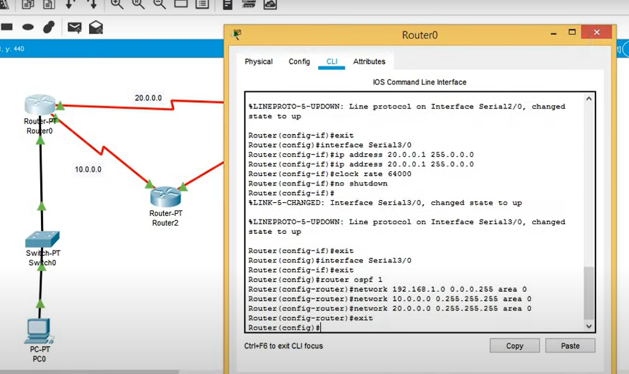 Router0
, y: 440
Physical
Config
CLI
Attributes
IOS Command Line Interface
%LINEPROTO-5-UPDOWN: Line protocol on Interface Serial2/0, changed
state to up
Router(config-if)#exit
Router(config)#interface Serial3/0
Router(config-if)#ip address 20.0.0.1 255.0.0.0
Router(config-if)#ip address 20.0.0.1 255.0.0.0
Router(config-if)#clock rate 64000
Router(config-if)#no shutdown
Router(config-if)#
%LINK-5-CHANGED: Interface Serial3/0, changed state to up
%LINEPROTO-5-UPDOWN: Line protocol on Interface Serial3/0, changed
state to up
Router(config-if)#exit
Router(config)#interface Serial3/0
Router(config-if)#exit
Router(config)#router ospf 1
Router(config-router)#network 192.168.1.0 0.0.0.255 area 0
Router(config-router)#network 10.0.0.0 0.255.255.255 area 0
Router(config-router)#network 20.0.0.0 0.255.255.255 area 0
Router(config-router)#exit
Router(config)#
Ctrl+F6 to exit CLI focus
Copy
Paste
20.0.0.0
Router-PT
Router0
10.0.0.0
Router-PT
Router2
Switch-PT
Switch0
PC-PT
PC0